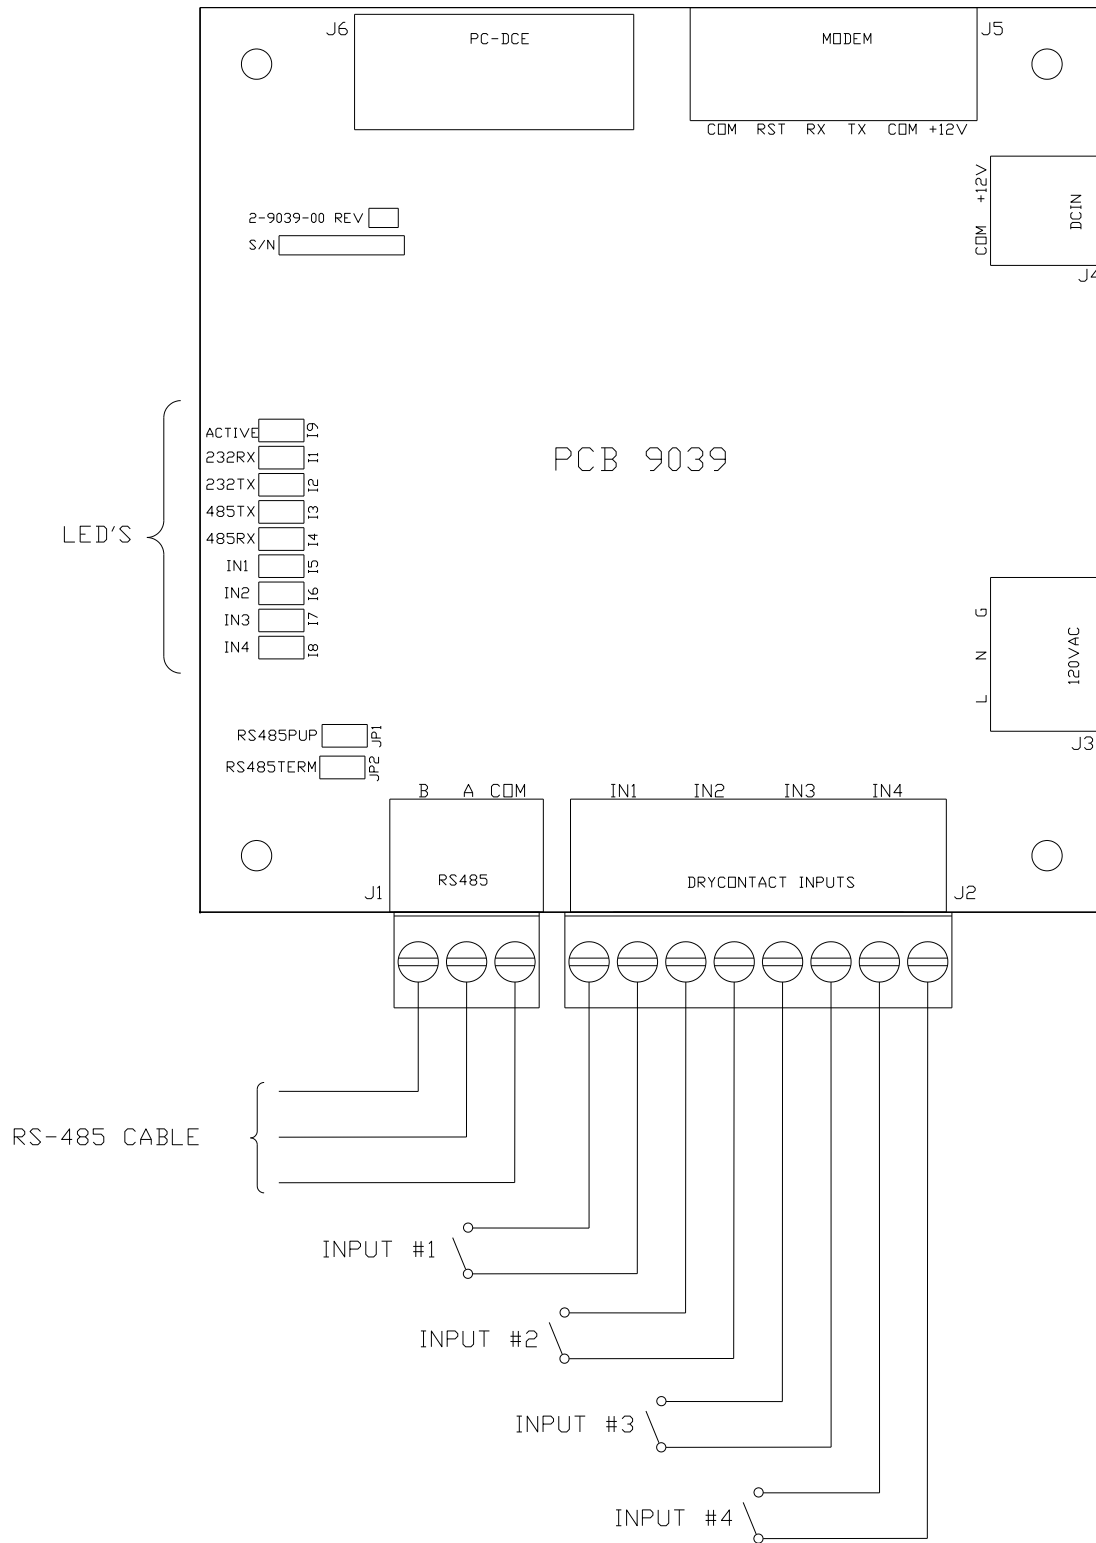 J6
PC-DCE
MODEM
J5
COM RST RX TX COM +12V
COM +12V
DCIN
J4
2-9039-00 REV
S/N
ACTIVE I9
232RX I1
232TX I2
485TX I3
485RX I4
IN1 I5
IN2 I6
IN3 I7
IN4 I8
LED'S
PCB 9039
L N G
120VAC
J3
RS485PUP JP1
RS485TERM JP2
B A COM
IN1 IN2 IN3 IN4
RS485
DRYCONTACT INPUTS
J1
J2
RS-485 CABLE
INPUT #1
INPUT #2
INPUT #3
INPUT #4